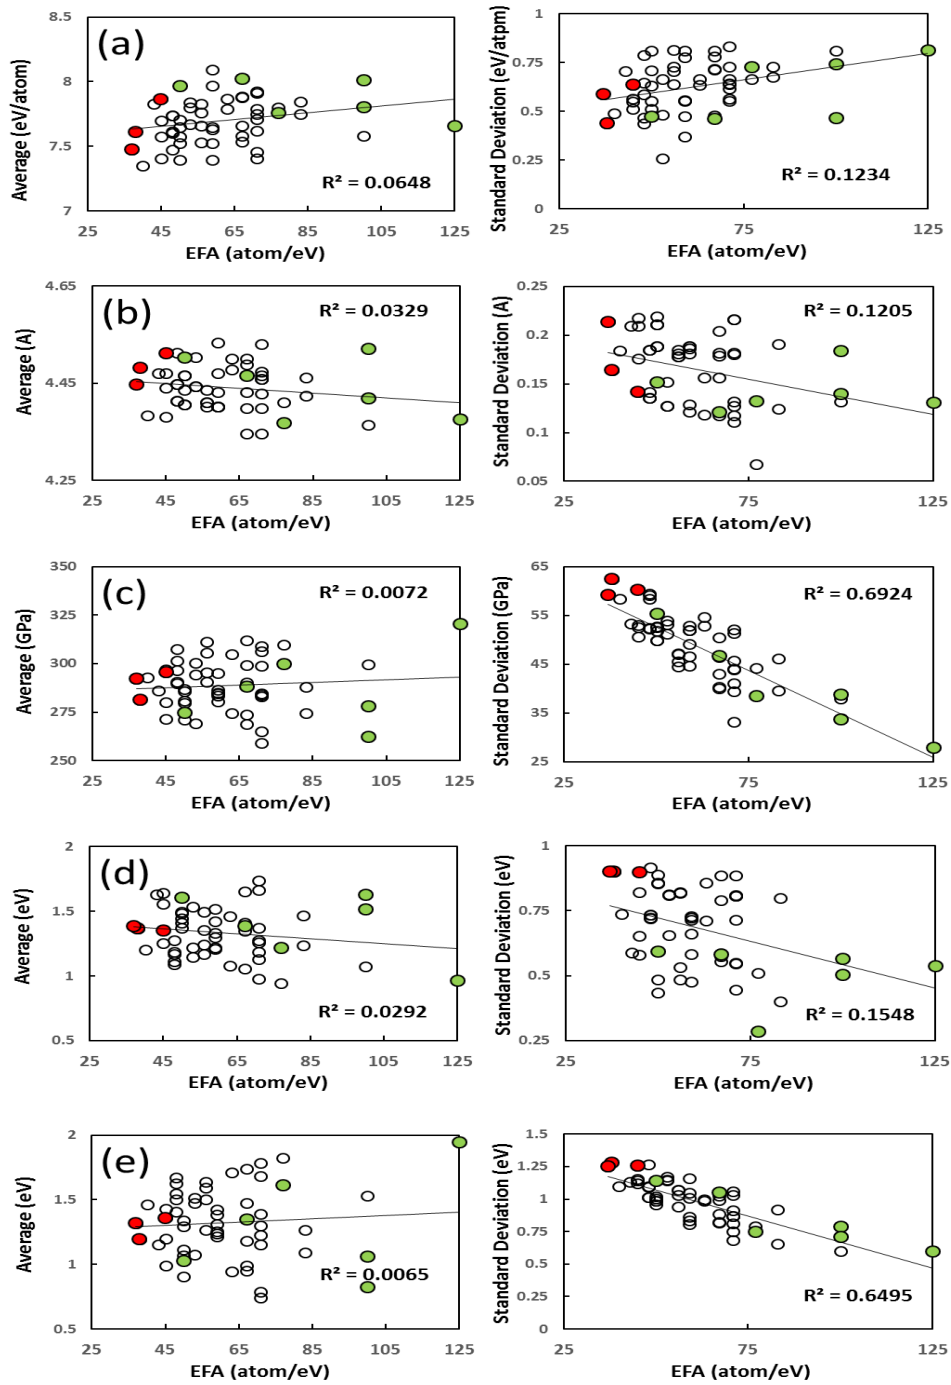 (a)
Average (eV/atom)
8.5
8
7.5
7
R² = 0.0648
25 45 65 85 105 125
EFA (atom/eV)
Standard Deviation (eV/atpm)
1
0.75
0.5
0.25
0
R² = 0.1234
25 75 125
EFA (atom/eV)
(b)
Average (A)
4.65
4.45
4.25
R² = 0.0329
25 45 65 85 105 125
EFA (atom/eV)
Standard Deviation (A)
0.25
0.2
0.15
0.1
0.05
R² = 0.1205
25 75 125
EFA (atom/eV)
(c)
Average (GPa)
350
325
300
275
250
R² = 0.0072
25 45 65 85 105 125
EFA (atom/eV)
Standard Deviation (GPa)
65
55
45
35
25
R² = 0.6924
25 75 125
EFA (atom/eV)
(d)
Average (eV)
2
1.5
1
0.5
R² = 0.0292
25 45 65 85 105 125
EFA (atom/eV)
Standard Deviation (eV)
1
0.75
0.5
0.25
R² = 0.1548
25 75 125
EFA (atom/eV)
(e)
Average (eV)
2
1.5
1
0.5
R² = 0.0065
25 45 65 85 105 125
EFA (atom/eV)
Standard Deviation (eV)
1.5
1.25
1
0.75
0.5
0.25
0
R² = 0.6495
25 75 125
EFA (atom/eV)